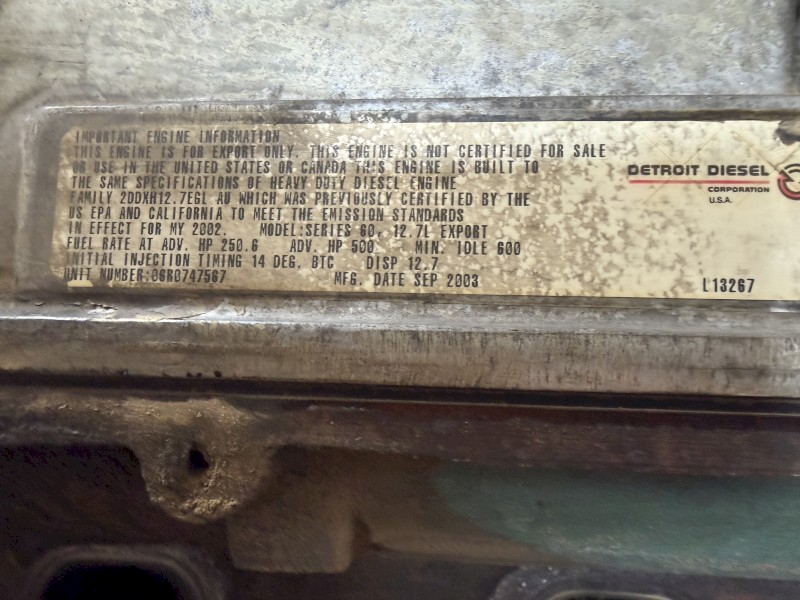 IMPORTANT ENGINE INFORMATION
THIS ENGINE IS FOR EXPORT ONLY. THIS ENGINE IS NOT CERTIFIED FOR SALE
OR USE IN THE UNITED STATES OR CANADA THIS ENGINE IS BUILT TO
THE SAME SPECIFICATIONS OF HEAVY DUTY DIESEL ENGINE
FAMILY 2DDXH12.7EGL AU WHICH WAS PREVIOUSLY CERTIFIED BY THE
US EPA AND CALIFORNIA TO MEET THE EMISSION STANDARDS
IN EFFECT FOR MY 2002. MODEL:SERIES 60, 12.7L EXPORT
FUEL RATE AT ADV. HP 250.6 ADV. HP 500 MIN. IDLE 600
INITIAL INJECTION TIMING 14 DEG. BTC DISP 12.7
UNIT NUMBER:06R0747567 MFG. DATE SEP 2003
DETROIT DIESEL
CORPORATION
U.S.A.
L13267